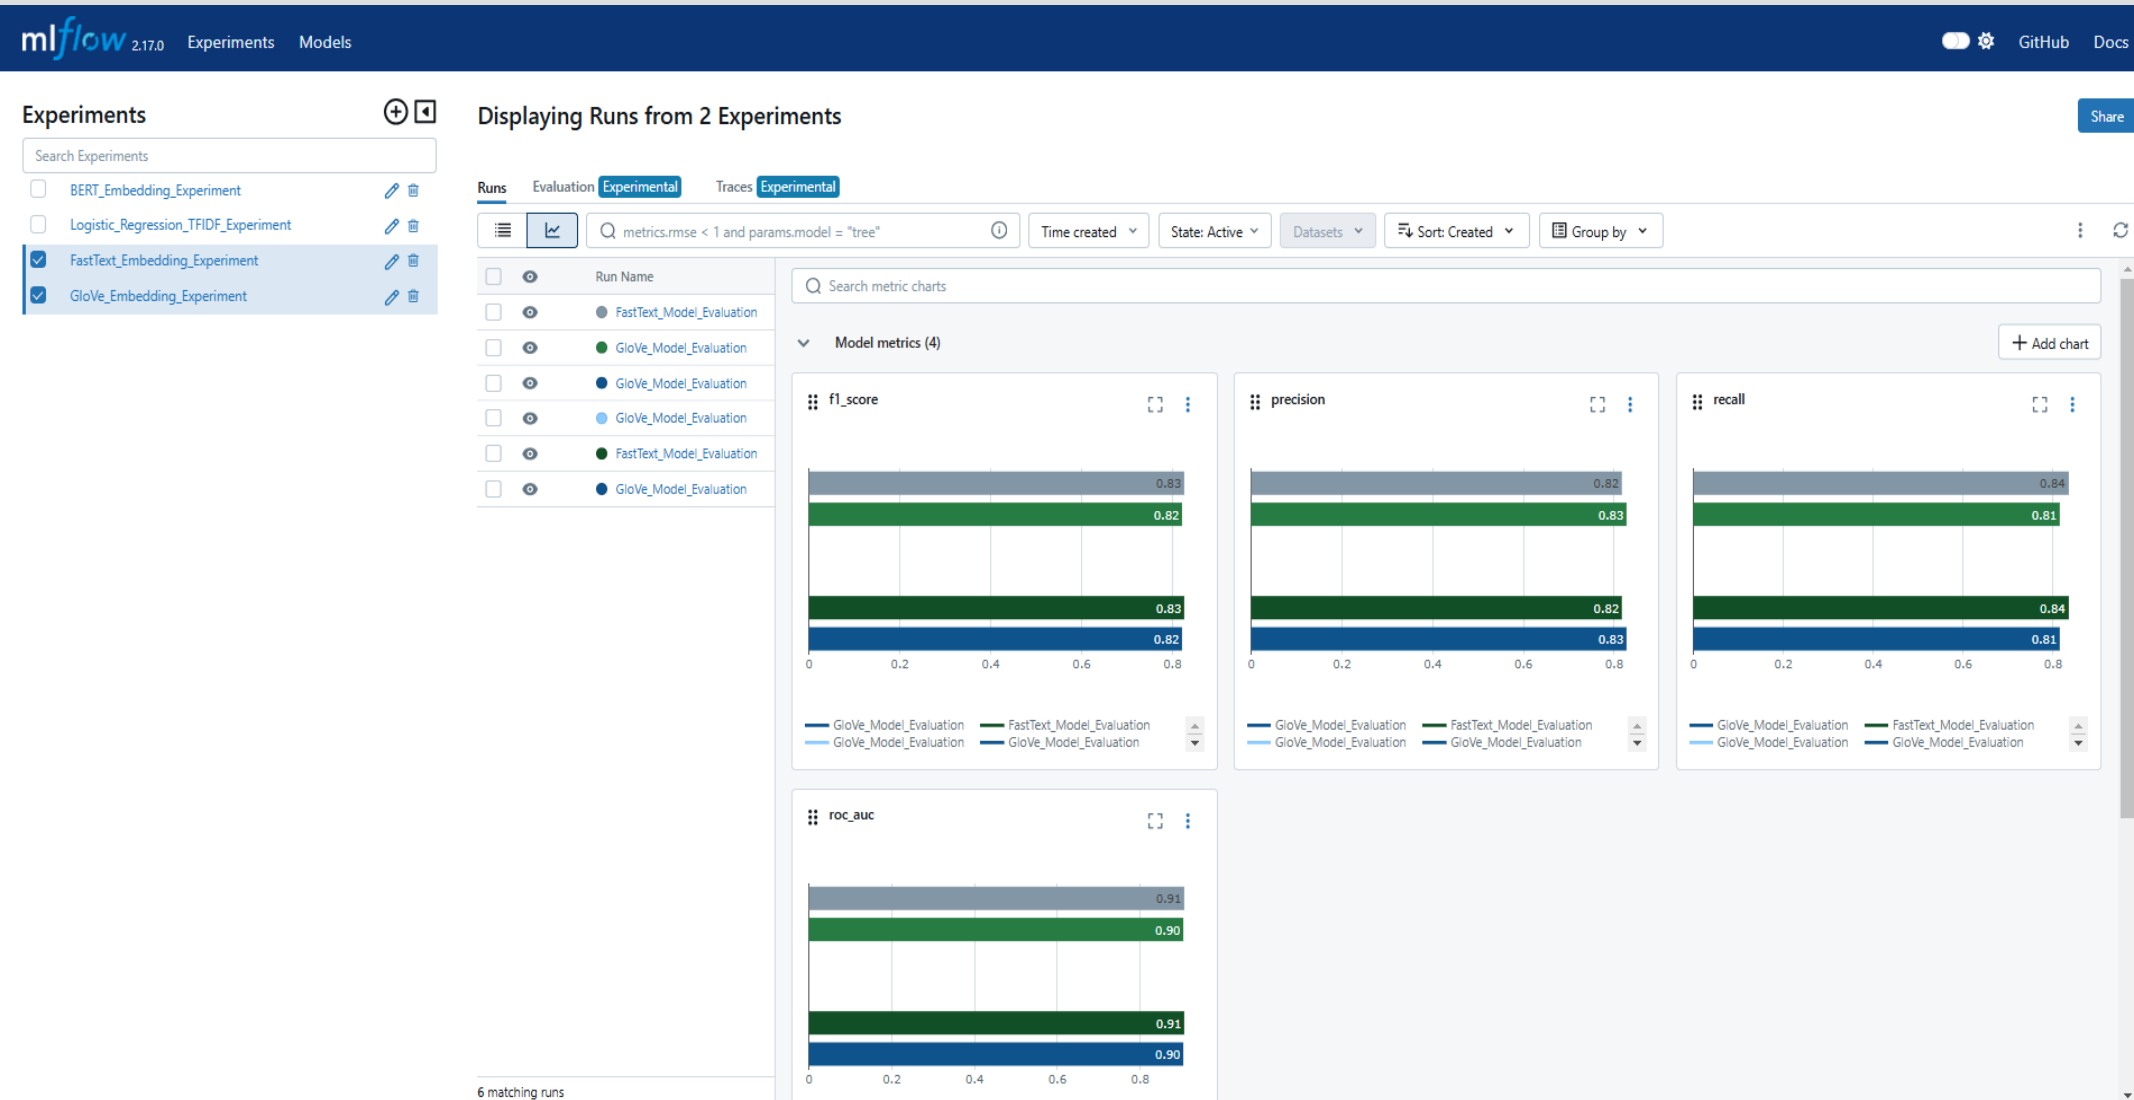 mlflow 2.17.0 Experiments Models GitHub Docs
Experiments
Search Experiments
BERT_Embedding_Experiment
Logistic_Regression_TFIDF_Experiment
FastText_Embedding_Experiment
GloVe_Embedding_Experiment
Displaying Runs from 2 Experiments
Share
Runs Evaluation Experimental Traces Experimental
metrics.rmse < 1 and params.model = "tree" Time created State: Active Datasets Sort: Created Group by
Run Name
FastText_Model_Evaluation
GloVe_Model_Evaluation
GloVe_Model_Evaluation
GloVe_Model_Evaluation
FastText_Model_Evaluation
GloVe_Model_Evaluation
6 matching runs
Search metric charts
Model metrics (4)
Add chart
f1_score
0.83
0.82
0.83
0.82
0 0.2 0.4 0.6 0.8
GloVe_Model_Evaluation FastText_Model_Evaluation
GloVe_Model_Evaluation GloVe_Model_Evaluation
precision
0.82
0.83
0.82
0.83
0 0.2 0.4 0.6 0.8
GloVe_Model_Evaluation FastText_Model_Evaluation
GloVe_Model_Evaluation GloVe_Model_Evaluation
recall
0.84
0.81
0.84
0.81
0 0.2 0.4 0.6 0.8
GloVe_Model_Evaluation FastText_Model_Evaluation
GloVe_Model_Evaluation GloVe_Model_Evaluation
roc_auc
0.91
0.90
0.91
0.90
0 0.2 0.4 0.6 0.8